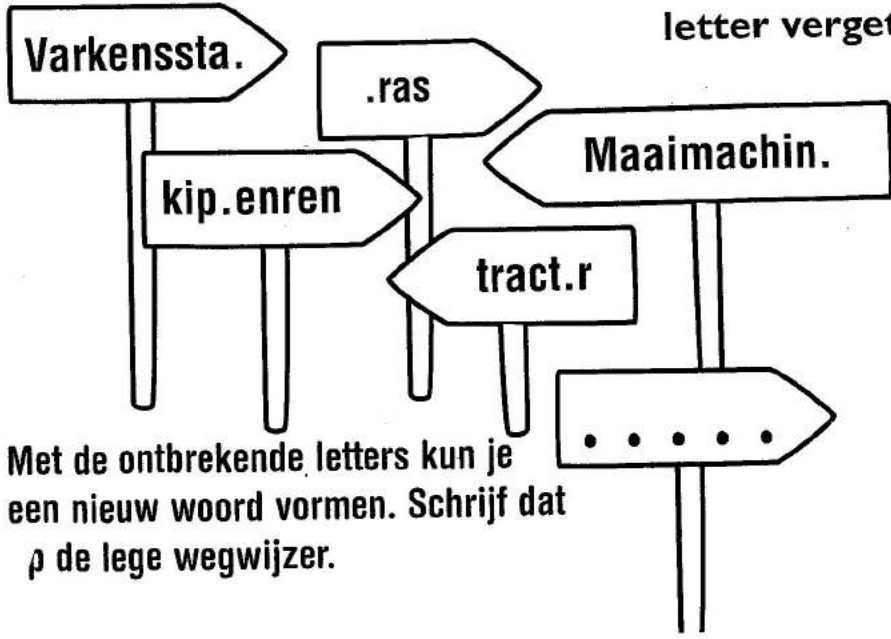 letter verget
Varkenssta.
.ras
Maaimachin.
kip.enren
tract.r
. . . . .
Met de ontbrekende letters kun je
een nieuw woord vormen. Schrijf dat
de lege wegwijzer.